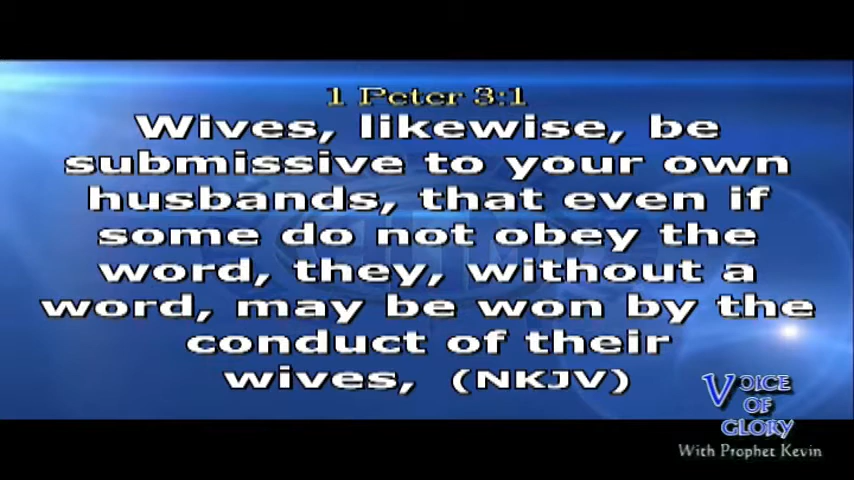 1 Peter 3:1
Wives, likewise, be
submissive to your own
husbands, that even if
some do not obey the
word, they, without a
word, may be won by the
conduct of their
wives, (NKJV)
VOICE
OF
GLORY
With Prophet Kevin